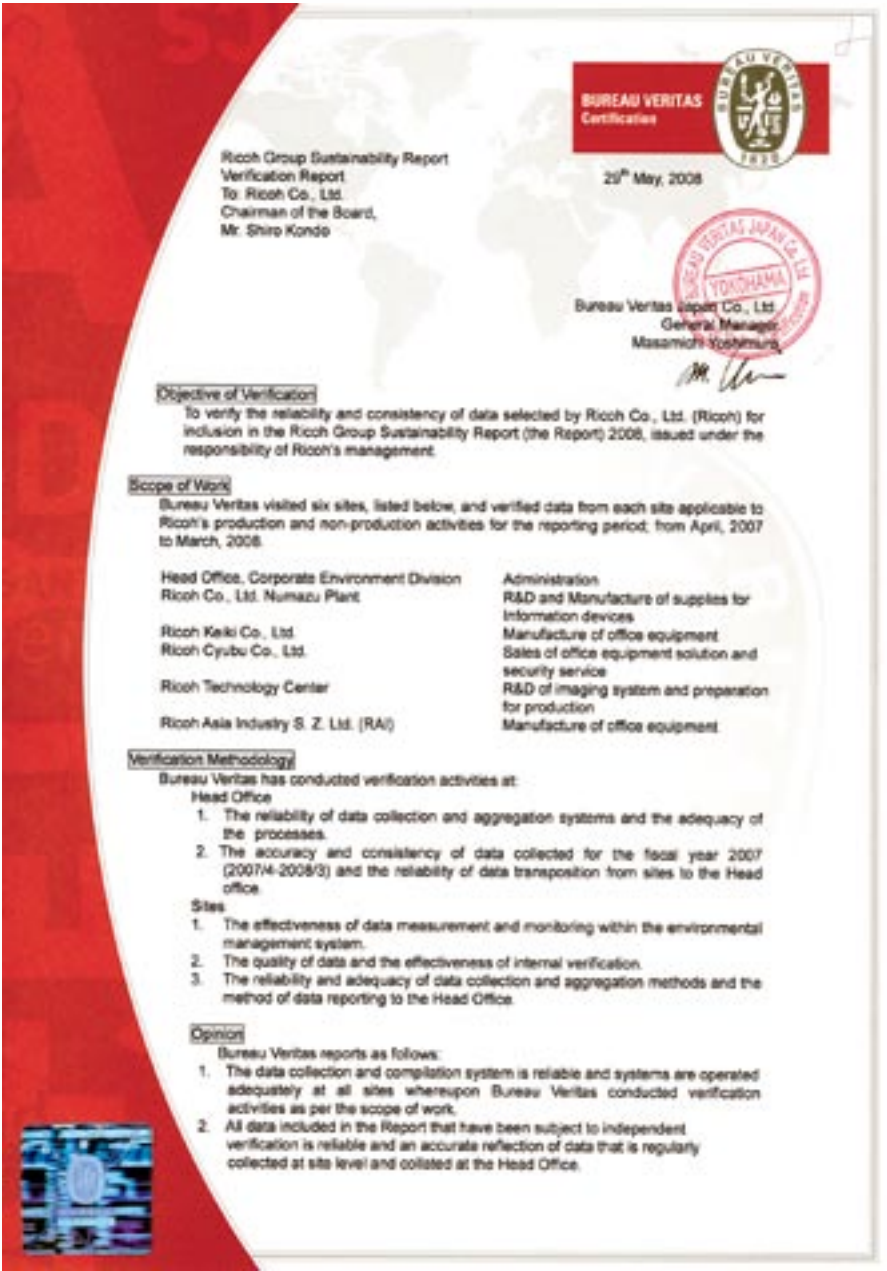 BUREAU VERITAS
Certification
BUREAU VERITAS
1828
Ricoh Group Sustainability Report
Verification Report
To: Ricoh Co., Ltd.
Chairman of the Board,
Mr. Shiro Kondo
29th May, 2008
BUREAU VERITAS JAPAN Co., Ltd.
YOKOHAMA
Certification
Bureau Veritas Japan Co., Ltd.
General Manager
Masamichi Yoshimura
Objective of Verification
To verify the reliability and consistency of data selected by Ricoh Co., Ltd. (Ricoh) for
inclusion in the Ricoh Group Sustainability Report (the Report) 2008, issued under the
responsibility of Ricoh's management.
Scope of Work
Bureau Veritas visited six sites, listed below, and verified data from each site applicable to
Ricoh's production and non-production activities for the reporting period; from April, 2007
to March, 2008.
Head Office, Corporate Environment Division Administration
Ricoh Co., Ltd. Numazu Plant R&D and Manufacture of supplies for
Information devices
Ricoh Keiki Co., Ltd. Manufacture of office equipment
Ricoh Cyubu Co., Ltd. Sales of office equipment solution and
security service
Ricoh Technology Center R&D of imaging system and preparation
for production
Ricoh Asia Industry S. Z. Ltd. (RAI) Manufacture of office equipment
Verification Methodology
Bureau Veritas has conducted verification activities at:
Head Office
1. The reliability of data collection and aggregation systems and the adequacy of
the processes.
2. The accuracy and consistency of data collected for the fiscal year 2007
(2007/4-2008/3) and the reliability of data transposition from sites to the Head
office.
Sites
1. The effectiveness of data measurement and monitoring within the environmental
management system.
2. The quality of data and the effectiveness of internal verification.
3. The reliability and adequacy of data collection and aggregation methods and the
method of data reporting to the Head Office.
Opinion
Bureau Veritas reports as follows:
1. The data collection and compilation system is reliable and systems are operated
adequately at all sites whereupon Bureau Veritas conducted verification
activities as per the scope of work.
2. All data included in the Report that have been subject to independent
verification is reliable and an accurate reflection of data that is regularly
collected at site level and collated at the Head Office.